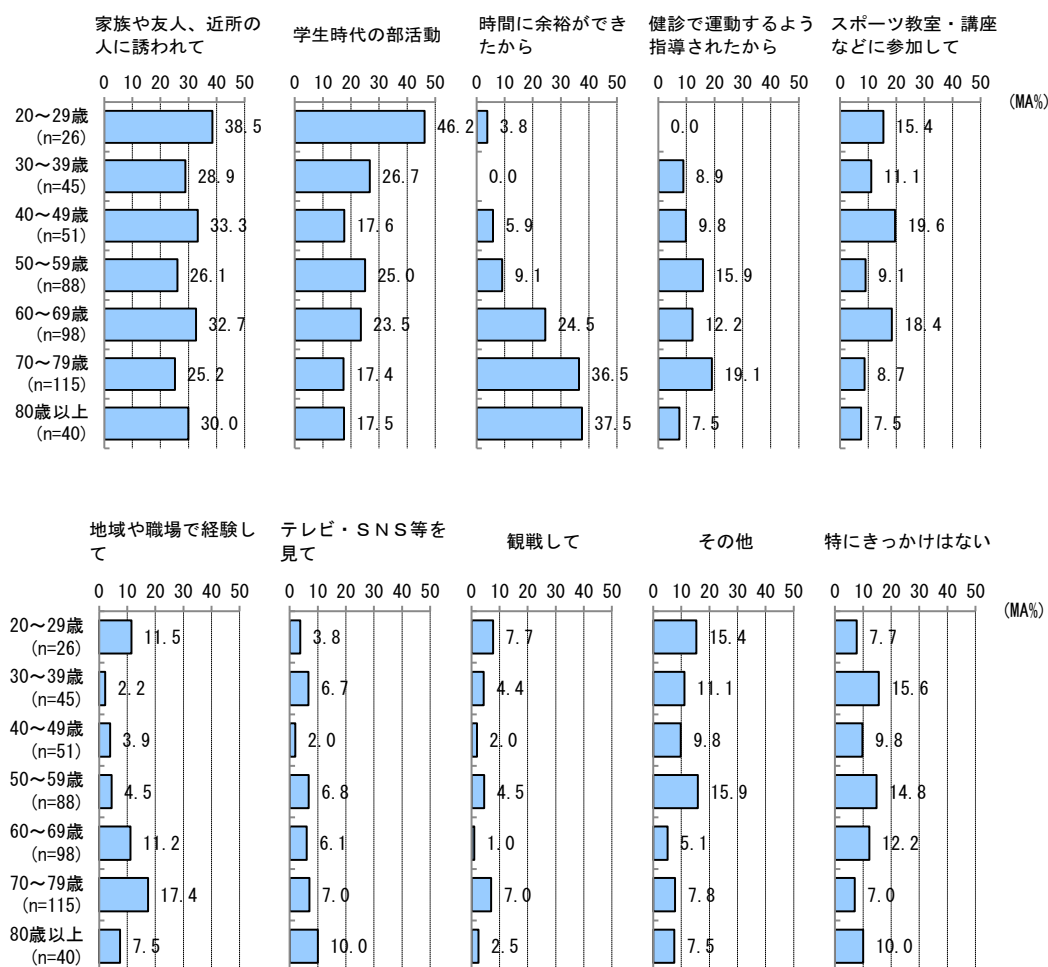 家族や友人、近所の 学生時代の部活動 時間に余裕ができ 健診で運動するよう スポーツ教室・講座
人に誘われて たから 指導されたから などに参加して
0 10 20 30 40 50 0 10 20 30 40 50 0 10 20 30 40 50 0 10 20 30 40 50 0 10 20 30 40 50
(MA%)
20～29歳 38.5 46.2 3.8 0.0 15.4
(n=26)
30～39歳 28.9 26.7 0.0 8.9 11.1
(n=45)
40～49歳 33.3 17.6 5.9 9.8 19.6
(n=51)
50～59歳 26.1 25.0 9.1 15.9 9.1
(n=88)
60～69歳 32.7 23.5 24.5 12.2 18.4
(n=98)
70～79歳 25.2 17.4 36.5 19.1 8.7
(n=115)
80歳以上 30.0 17.5 37.5 7.5 7.5
(n=40)
地域や職場で経験し テレビ・ＳＮＳ等を 観戦して その他 特にきっかけはない
て 見て
0 10 20 30 40 50 0 10 20 30 40 50 0 10 20 30 40 50 0 10 20 30 40 50 0 10 20 30 40 50
(MA%)
20～29歳 11.5 3.8 7.7 15.4 7.7
(n=26)
30～39歳 2.2 6.7 4.4 11.1 15.6
(n=45)
40～49歳 3.9 2.0 2.0 9.8 9.8
(n=51)
50～59歳 4.5 6.8 4.5 15.9 14.8
(n=88)
60～69歳 11.2 6.1 1.0 5.1 12.2
(n=98)
70～79歳 17.4 7.0 7.0 7.8 7.0
(n=115)
80歳以上 7.5 10.0 2.5 7.5 10.0
(n=40)